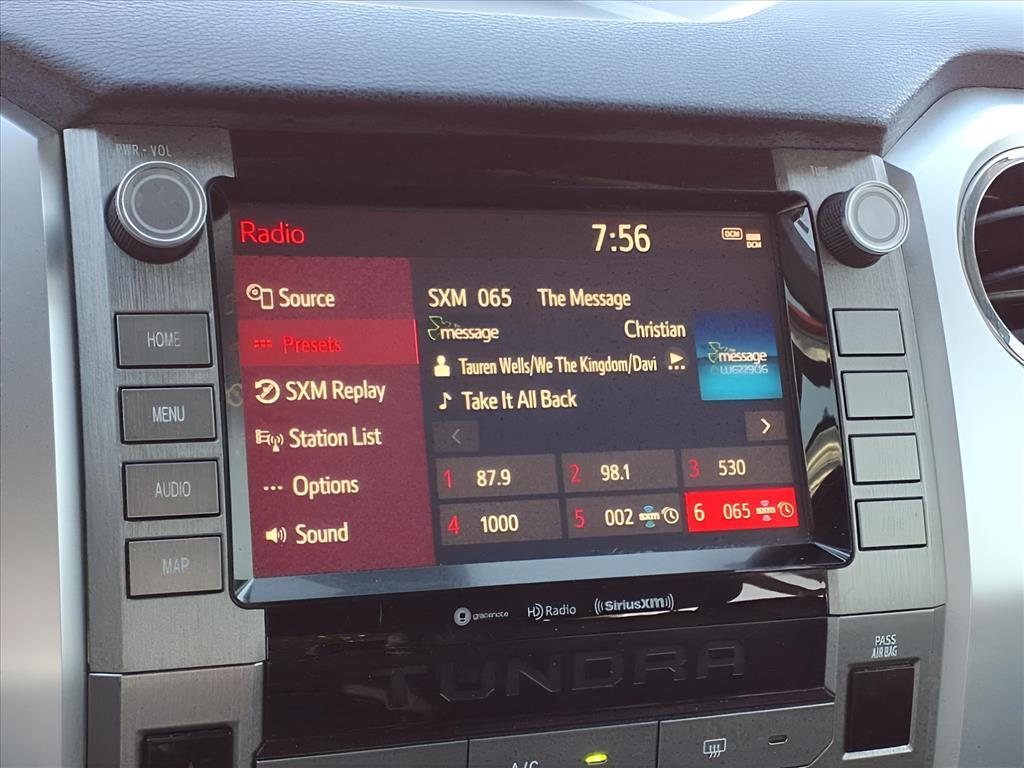 PWR - VOL
TUNE
Radio
7:56
DCM
DCM
Source
SXM 065 The Message
Presets
message
Christian
message
SXM Replay
Tauren Wells/We The Kingdom/Davi
Take It All Back
Station List
Options
1 87.9
2 98.1
3 530
Sound
4 1000
5 002 sxm
6 065 sxm
HOME
MENU
AUDIO
MAP
gracenote
HD Radio
((SiriusXM))
TUNDRA
PASS
AIR BAG
A/C